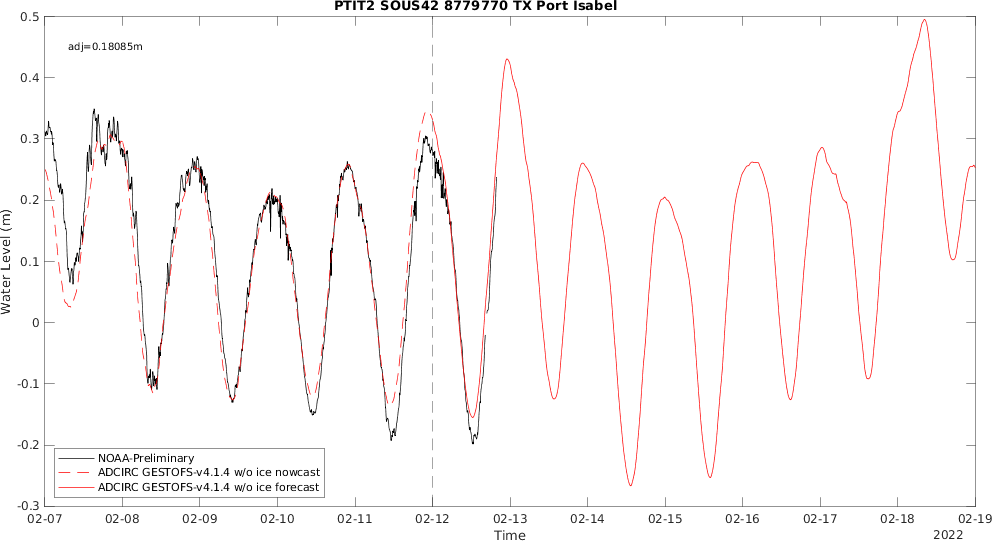 PTIT2 SOUS42 8779770 TX Port Isabel
adj=0.18085m
0.5
0.4
0.3
0.2
0.1
0
-0.1
-0.2
-0.3
Water Level (m)
NOAA-Preliminary
ADCIRC GESTOFS-v4.1.4 w/o ice nowcast
ADCIRC GESTOFS-v4.1.4 w/o ice forecast
02-07 02-08 02-09 02-10 02-11 02-12 02-13 02-14 02-15 02-16 02-17 02-18 02-19
Time
2022